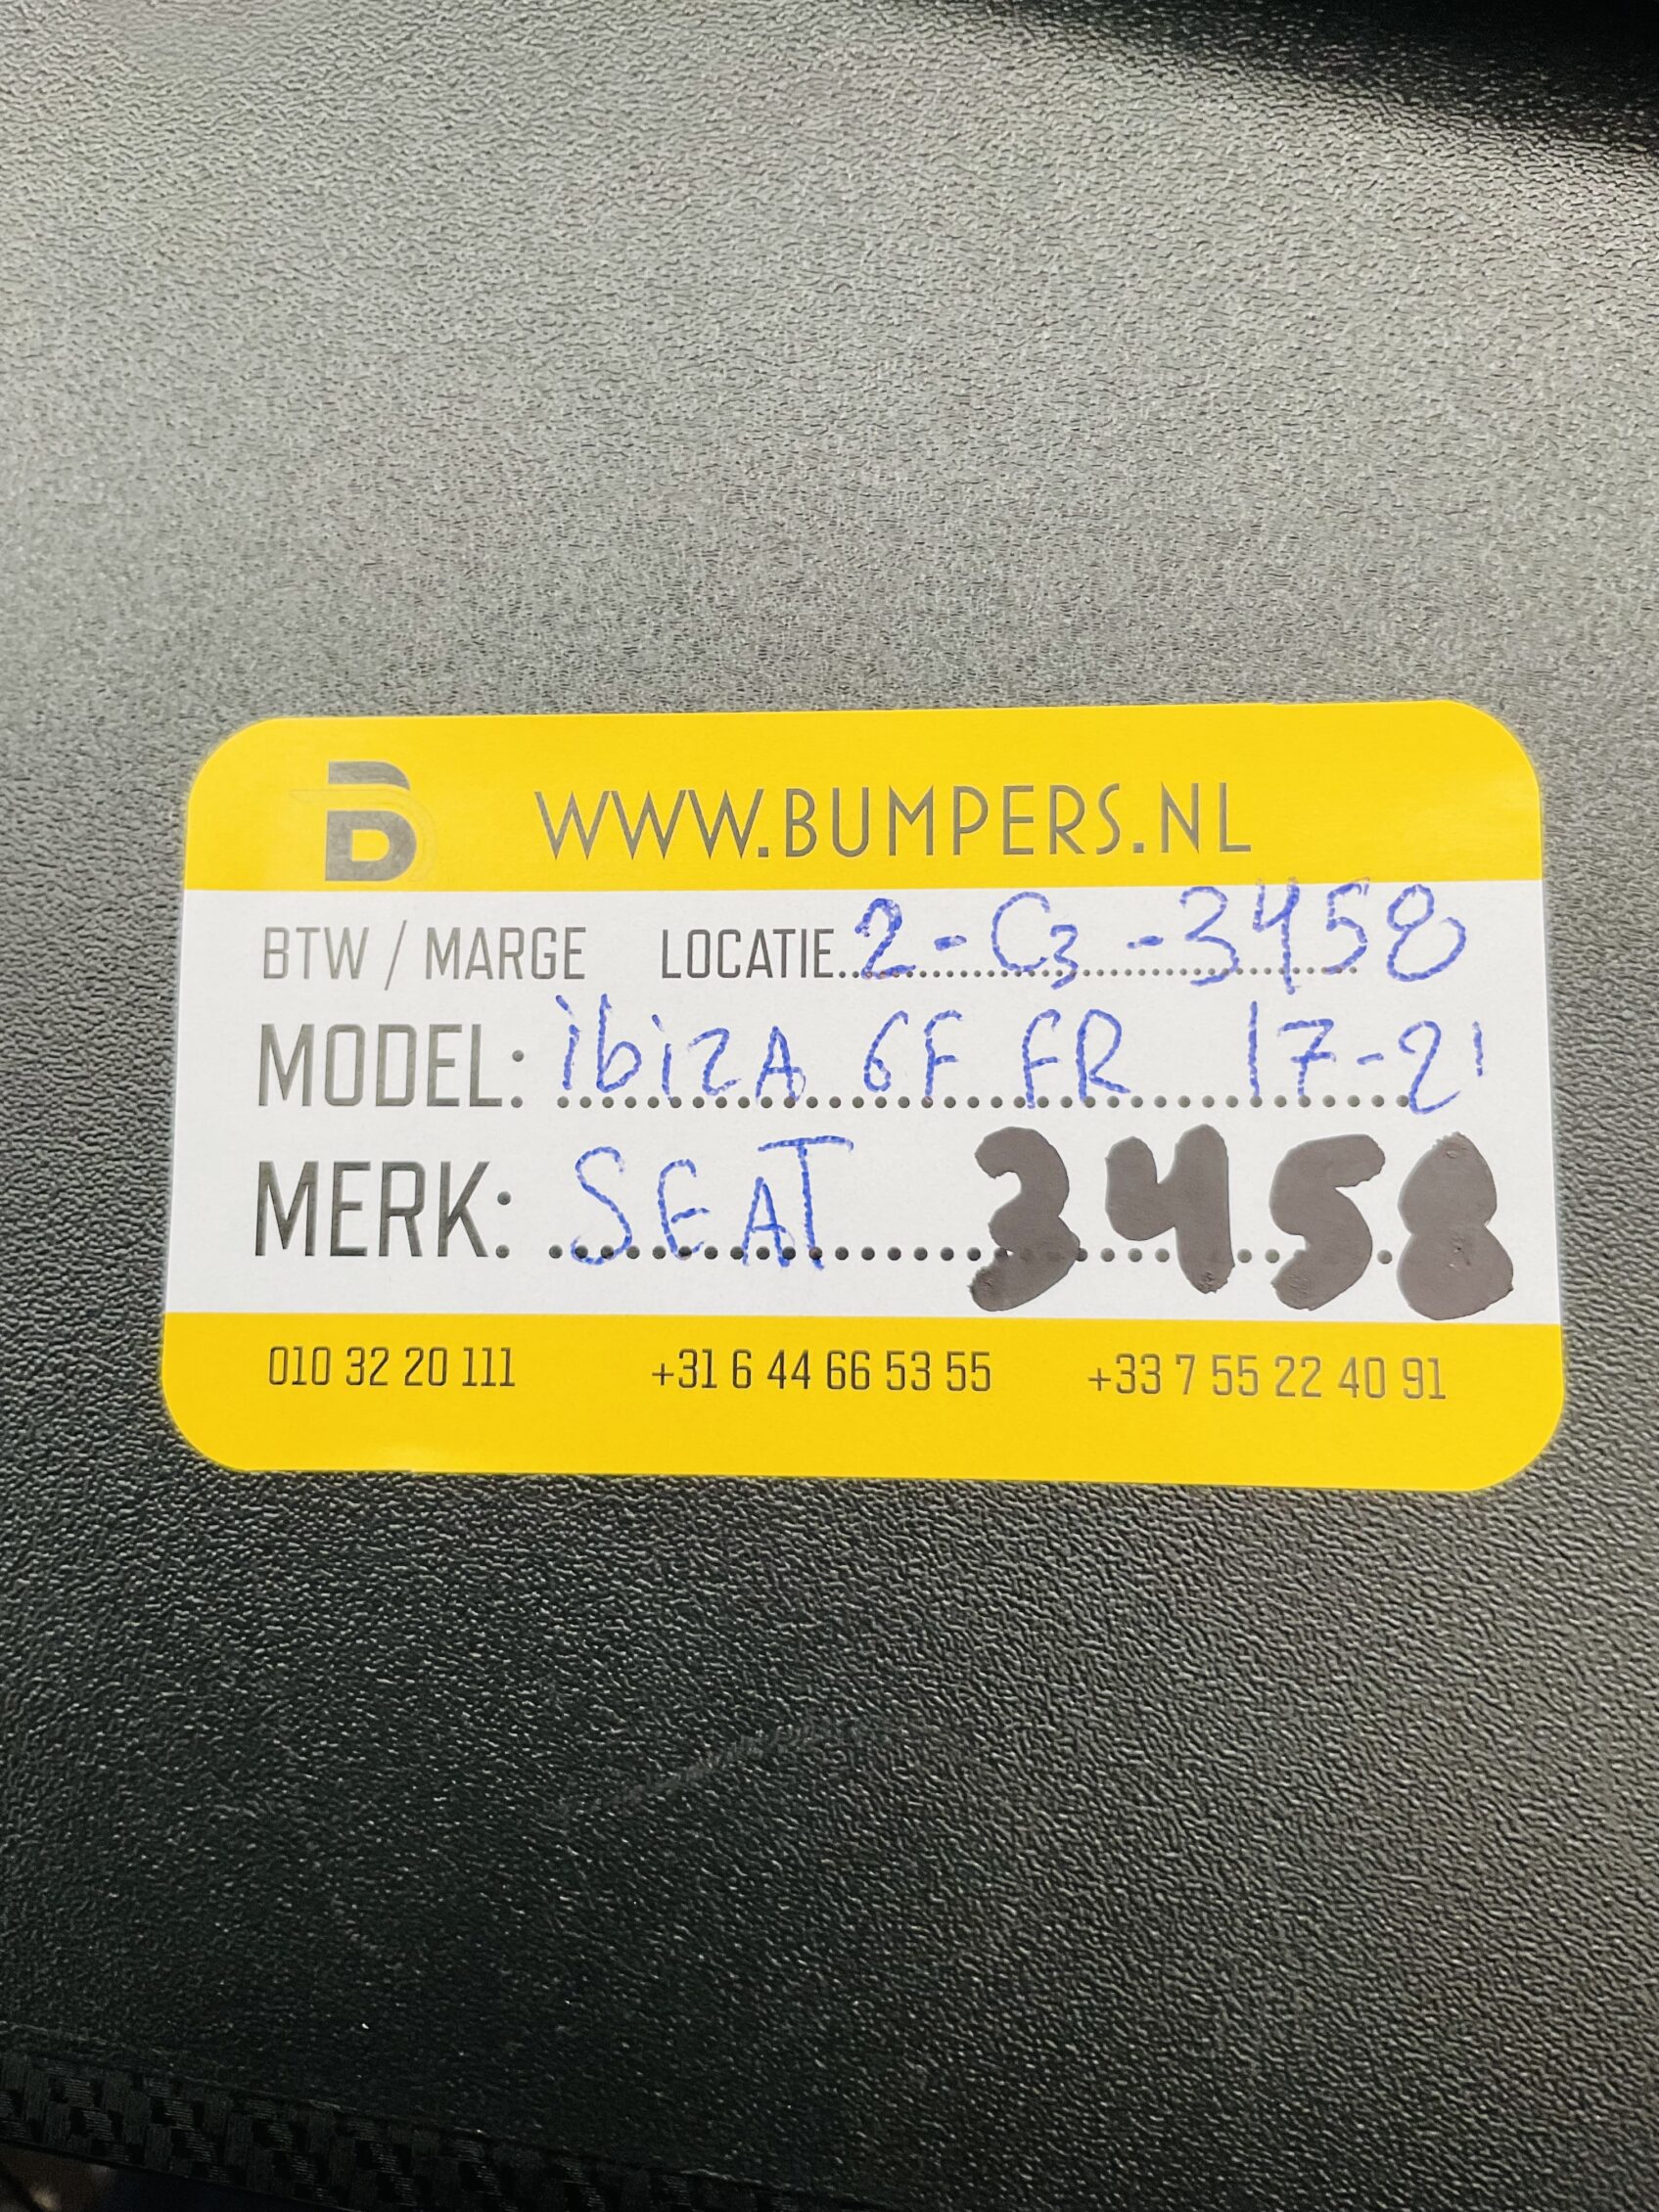 B WWW.BUMPERS.NL
BTW / MARGE LOCATIE 2-C3-3458
MODEL: ibizA 6F FR 17-21
MERK: SEAT 3458
010 32 20 111 +31 6 44 66 53 55 +33 7 55 22 40 91